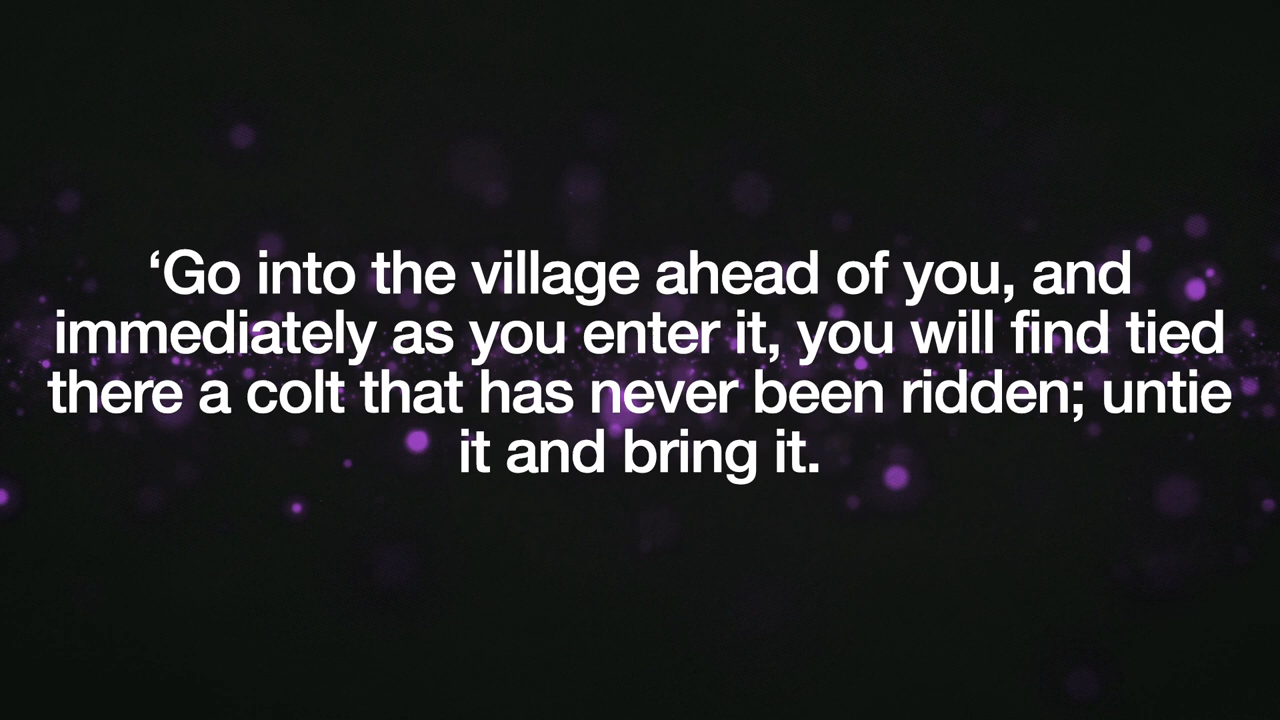 ‘Go into the village ahead of you, and
immediately as you enter it, you will find tied
there a colt that has never been ridden; untie
it and bring it.